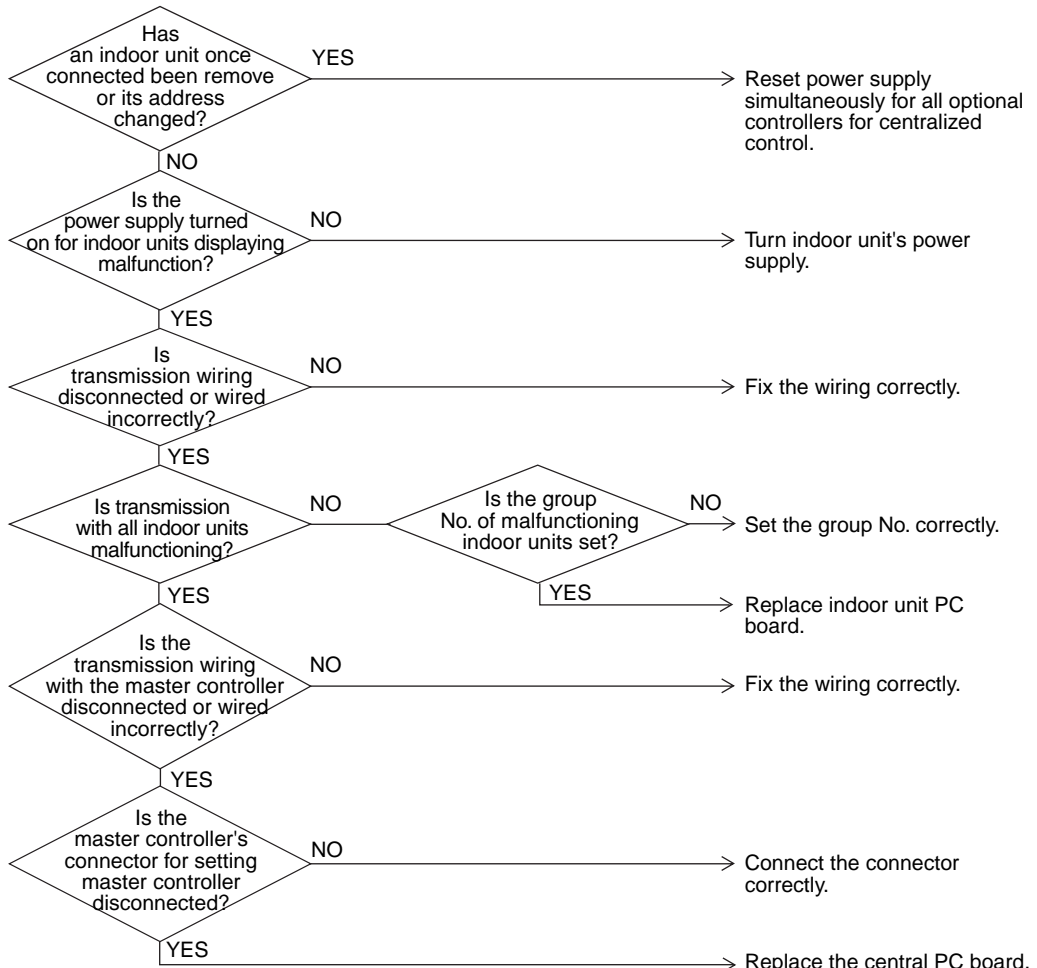 Has
an indoor unit once
connected been remove
or its address
changed?
YES
Reset power supply
simultaneously for all optional
controllers for centralized
control.
NO
Is the
power supply turned
on for indoor units displaying
malfunction?
NO
Turn indoor unit's power
supply.
YES
Is
transmission wiring
disconnected or wired
incorrectly?
NO
Fix the wiring correctly.
YES
Is transmission
with all indoor units
malfunctioning?
NO
Is the group
No. of malfunctioning
indoor units set?
NO
Set the group No. correctly.
YES
Replace indoor unit PC
board.
YES
Is the
transmission wiring
with the master controller
disconnected or wired
incorrectly?
NO
Fix the wiring correctly.
YES
Is the
master controller's
connector for setting
master controller
disconnected?
NO
Connect the connector
correctly.
YES
Replace the central PC board.